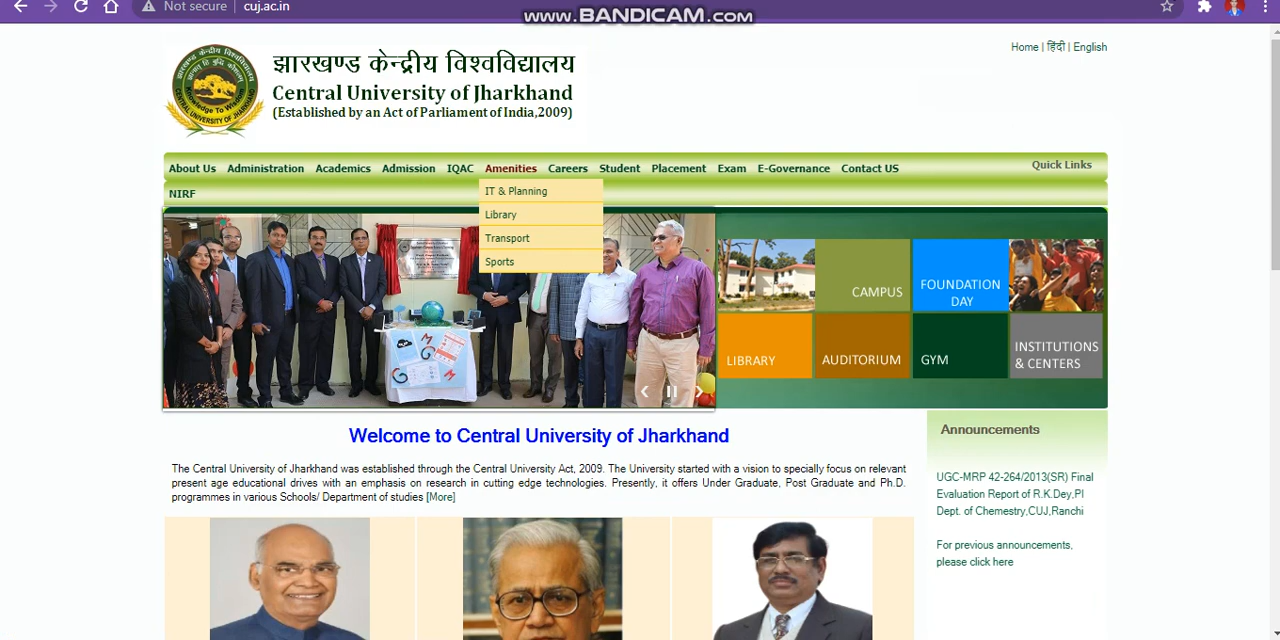 Not secure | cuj.ac.in
www.BANDICAM.com
Home | हिंदी | English
झारखण्ड केन्द्रीय विश्वविद्यालय
Central University of Jharkhand
(Established by an Act of Parliament of India,2009)
CENTRAL UNIVERSITY OF JHARKHAND
Knowledge To Wisdom
About Us Administration Academics Admission IQAC Amenities Careers Student Placement Exam E-Governance Contact US Quick Links
NIRF
IT & Planning
Library
Transport
Sports
CAMPUS
FOUNDATION
DAY
LIBRARY
AUDITORIUM
GYM
INSTITUTIONS
& CENTERS
Welcome to Central University of Jharkhand
The Central University of Jharkhand was established through the Central University Act, 2009. The University started with a vision to specially focus on relevant
present age educational drives with an emphasis on research in cutting edge technologies. Presently, it offers Under Graduate, Post Graduate and Ph.D.
programmes in various Schools/ Department of studies [More]
Announcements
UGC-MRP 42-264/2013(SR) Final
Evaluation Report of R.K.Dey,PI
Dept. of Chemestry,CUJ,Ranchi
For previous announcements,
please click here